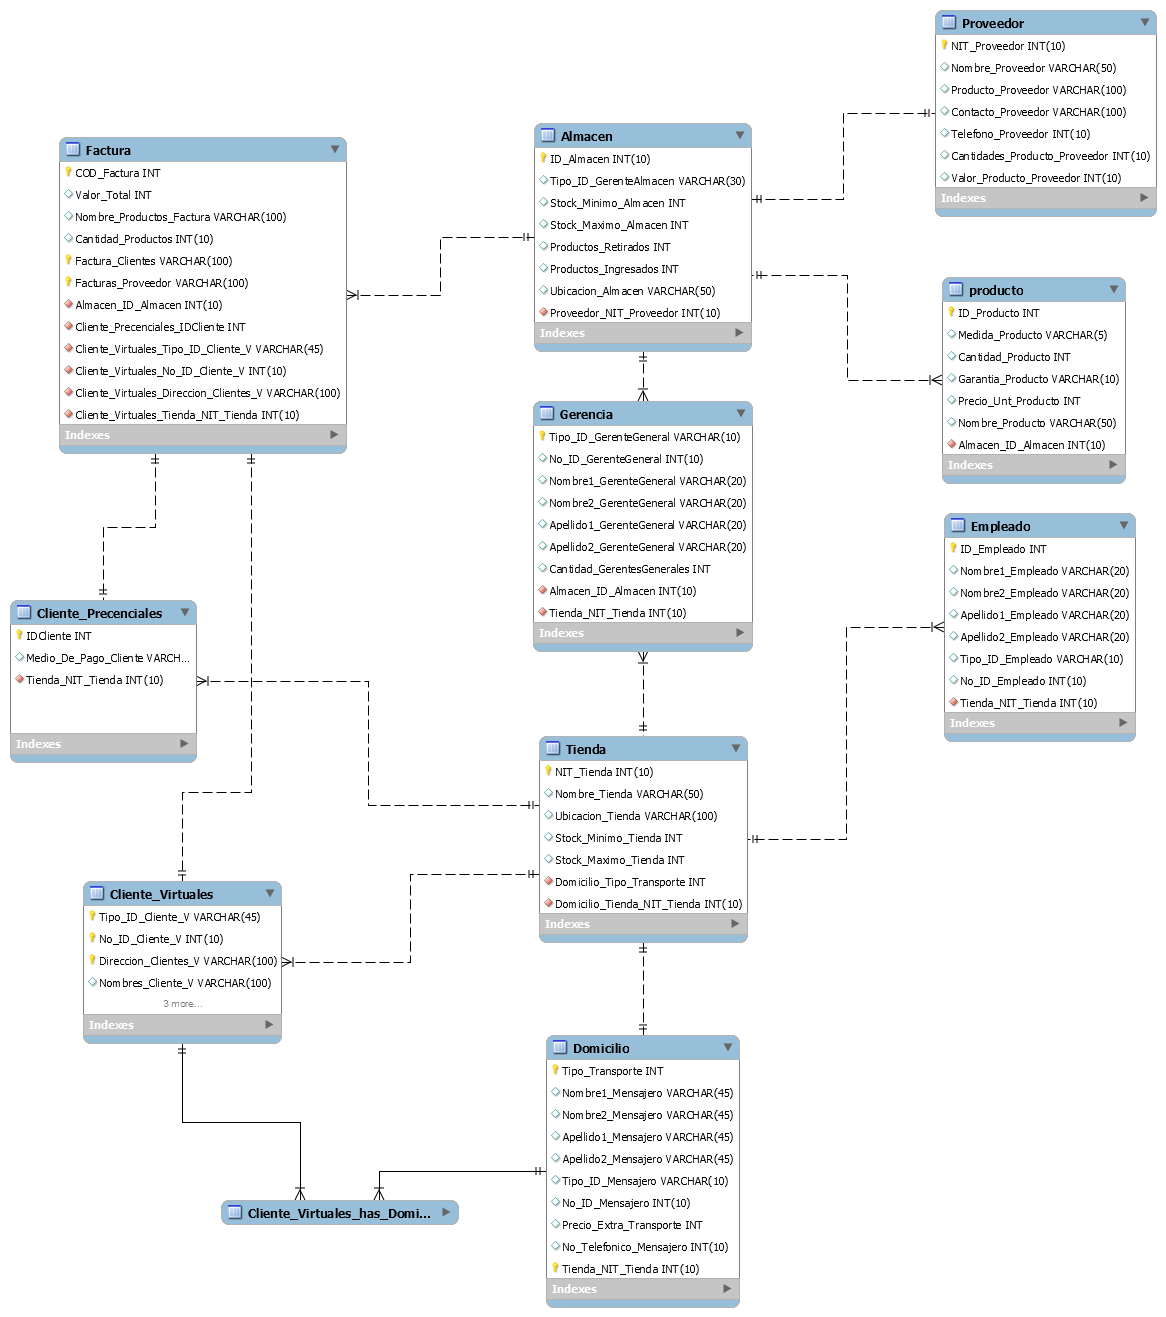 Proveedor
NIT_Proveedor INT(10)
Nombre_Proveedor VARCHAR(50)
Producto_Proveedor VARCHAR(100)
Contacto_Proveedor VARCHAR(100)
Telefono_Proveedor INT(10)
Cantidades_Producto_Proveedor INT(10)
Valor_Producto_Proveedor INT(10)
Indexes
Almacen
ID_Almacen INT(10)
Tipo_ID_GerenteAlmacen VARCHAR(30)
Stock_Minimo_Almacen INT
Stock_Maximo_Almacen INT
Productos_Retirados INT
Productos_Ingresados INT
Ubicacion_Almacen VARCHAR(50)
Proveedor_NIT_Proveedor INT(10)
Indexes
Factura
COD_Factura INT
Valor_Total INT
Nombre_Productos_Factura VARCHAR(100)
Cantidad_Productos INT(10)
Factura_Clientes VARCHAR(100)
Facturas_Proveedor VARCHAR(100)
Almacen_ID_Almacen INT(10)
Cliente_Precenciales_IDCliente INT
Cliente_Virtuales_Tipo_ID_Cliente_V VARCHAR(45)
Cliente_Virtuales_No_ID_Cliente_V INT(10)
Cliente_Virtuales_Direccion_Clientes_V VARCHAR(100)
Cliente_Virtuales_Tienda_NIT_Tienda INT(10)
Indexes
producto
ID_Producto INT
Medida_Producto VARCHAR(5)
Cantidad_Producto INT
Garantia_Producto VARCHAR(10)
Precio_Unt_Producto INT
Nombre_Producto VARCHAR(50)
Almacen_ID_Almacen INT(10)
Indexes
Gerencia
Tipo_ID_GerenteGeneral VARCHAR(10)
No_ID_GerenteGeneral INT(10)
Nombre1_GerenteGeneral VARCHAR(20)
Nombre2_GerenteGeneral VARCHAR(20)
Apellido1_GerenteGeneral VARCHAR(20)
Apellido2_GerenteGeneral VARCHAR(20)
Cantidad_GerentesGenerales INT
Almacen_ID_Almacen INT(10)
Tienda_NIT_Tienda INT(10)
Indexes
Empleado
ID_Empleado INT
Nombre1_Empleado VARCHAR(20)
Nombre2_Empleado VARCHAR(20)
Apellido1_Empleado VARCHAR(20)
Apellido2_Empleado VARCHAR(20)
Tipo_ID_Empleado VARCHAR(10)
No_ID_Empleado INT(10)
Tienda_NIT_Tienda INT(10)
Indexes
Cliente_Precenciales
IDCliente INT
Medio_De_Pago_Cliente VARCH...
Tienda_NIT_Tienda INT(10)
Indexes
Tienda
NIT_Tienda INT(10)
Nombre_Tienda VARCHAR(50)
Ubicacion_Tienda VARCHAR(100)
Stock_Minimo_Tienda INT
Stock_Maximo_Tienda INT
Domicilio_Tipo_Transporte INT
Domicilio_Tienda_NIT_Tienda INT(10)
Indexes
Cliente_Virtuales
Tipo_ID_Cliente_V VARCHAR(45)
No_ID_Cliente_V INT(10)
Direccion_Clientes_V VARCHAR(100)
Nombres_Cliente_V VARCHAR(100)
3 more...
Indexes
Domicilio
Tipo_Transporte INT
Nombre1_Mensajero VARCHAR(45)
Nombre2_Mensajero VARCHAR(45)
Apellido1_Mensajero VARCHAR(45)
Apellido2_Mensajero VARCHAR(45)
Tipo_ID_Mensajero VARCHAR(10)
No_ID_Mensajero INT(10)
Precio_Extra_Transporte INT
No_Telefonico_Mensajero INT(10)
Tienda_NIT_Tienda INT(10)
Indexes
Cliente_Virtuales_has_Domi...